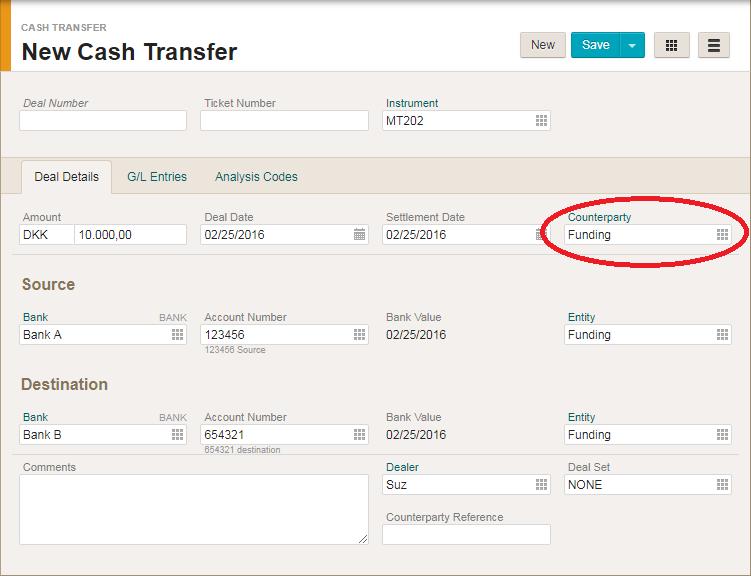 CASH TRANSFER
New Cash Transfer
New Save
Deal Number Ticket Number Instrument
MT202
Deal Details G/L Entries Analysis Codes
Amount Deal Date Settlement Date Counterparty
DKK 10.000,00 02/25/2016 02/25/2016 Funding
Source
Bank BANK Account Number Bank Value Entity
Bank A 123456 02/25/2016 Funding
123456 Source
Destination
Bank BANK Account Number Bank Value Entity
Bank B 654321 02/25/2016 Funding
654321 destination
Comments Dealer Deal Set
Suz NONE
Counterparty Reference